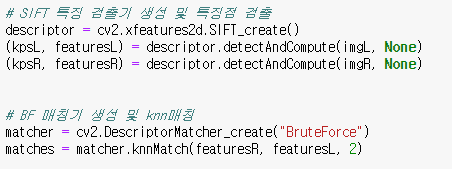 # SIFT 특징 검출기 생성 및 특징점 검출
descriptor = cv2.xfeatures2d.SIFT_create()
(kpsL, featuresL) = descriptor.detectAndCompute(imgL, None)
(kpsR, featuresR) = descriptor.detectAndCompute(imgR, None)
# BF 매칭기 생성 및 knn매칭
matcher = cv2.DescriptorMatcher_create("BruteForce")
matches = matcher.knnMatch(featuresR, featuresL, 2)